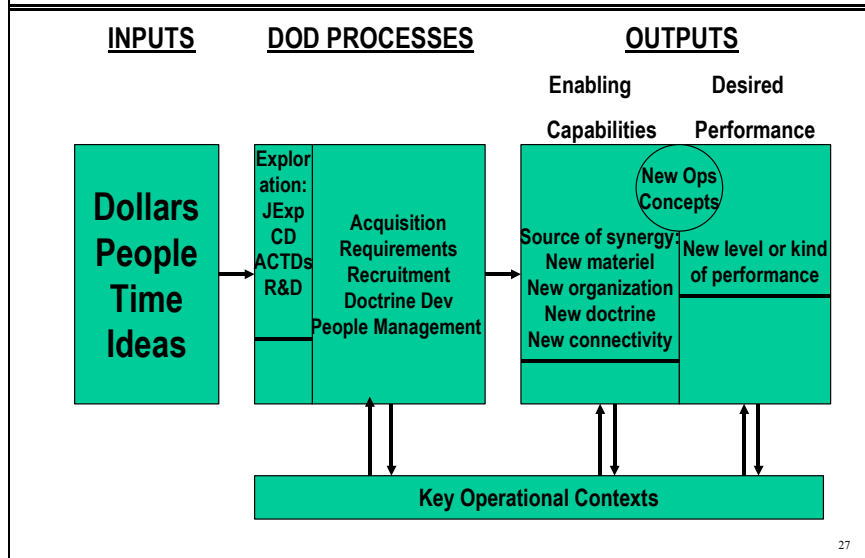 INPUTS
DOD PROCESSES
OUTPUTS
Enabling
Capabilities
Desired
Performance
Dollars
People
Time
Ideas
Explor
ation:
JExp
CD
ACTDs
R&D
Acquisition
Requirements
Recruitment
Doctrine Dev
People Management
New Ops
Concepts
Source of synergy:
New materiel
New organization
New doctrine
New connectivity
New level or kind
of performance
Key Operational Contexts
27